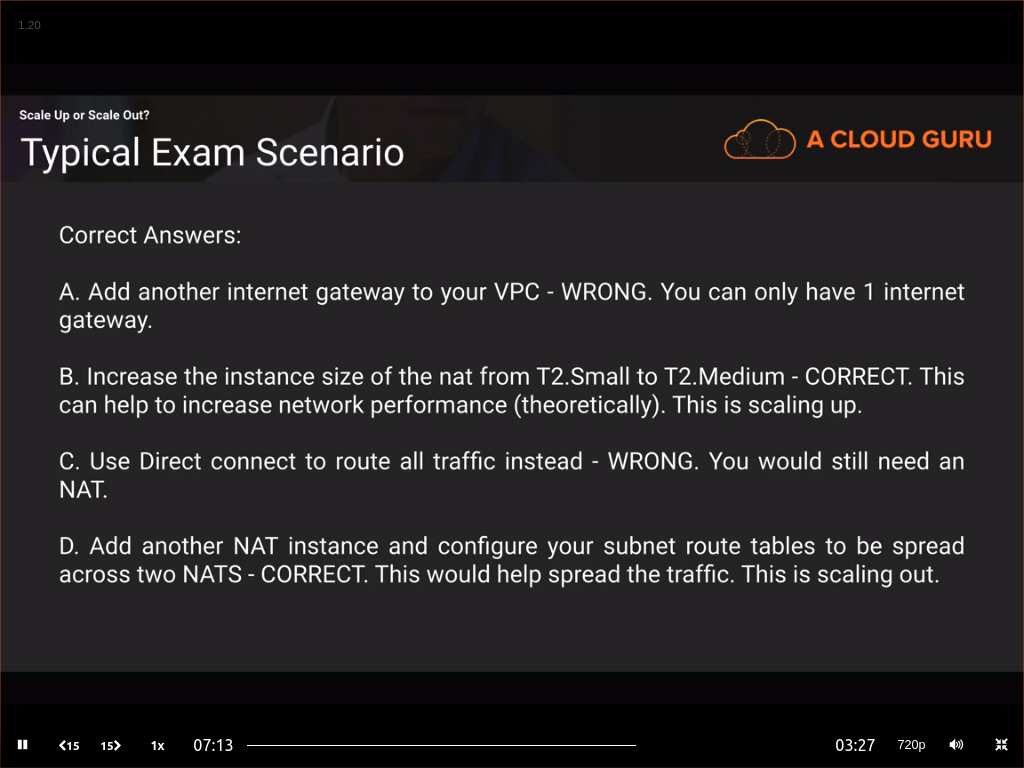 1.20
Scale Up or Scale Out?
Typical Exam Scenario
A CLOUD GURU
Correct Answers:
A. Add another internet gateway to your VPC - WRONG. You can only have 1 internet
gateway.
B. Increase the instance size of the nat from T2.Small to T2.Medium - CORRECT. This
can help to increase network performance (theoretically). This is scaling up.
C. Use Direct connect to route all traffic instead - WRONG. You would still need an
NAT.
D. Add another NAT instance and configure your subnet route tables to be spread
across two NATS - CORRECT. This would help spread the traffic. This is scaling out.
15 15 1x 07:13 03:27 720p